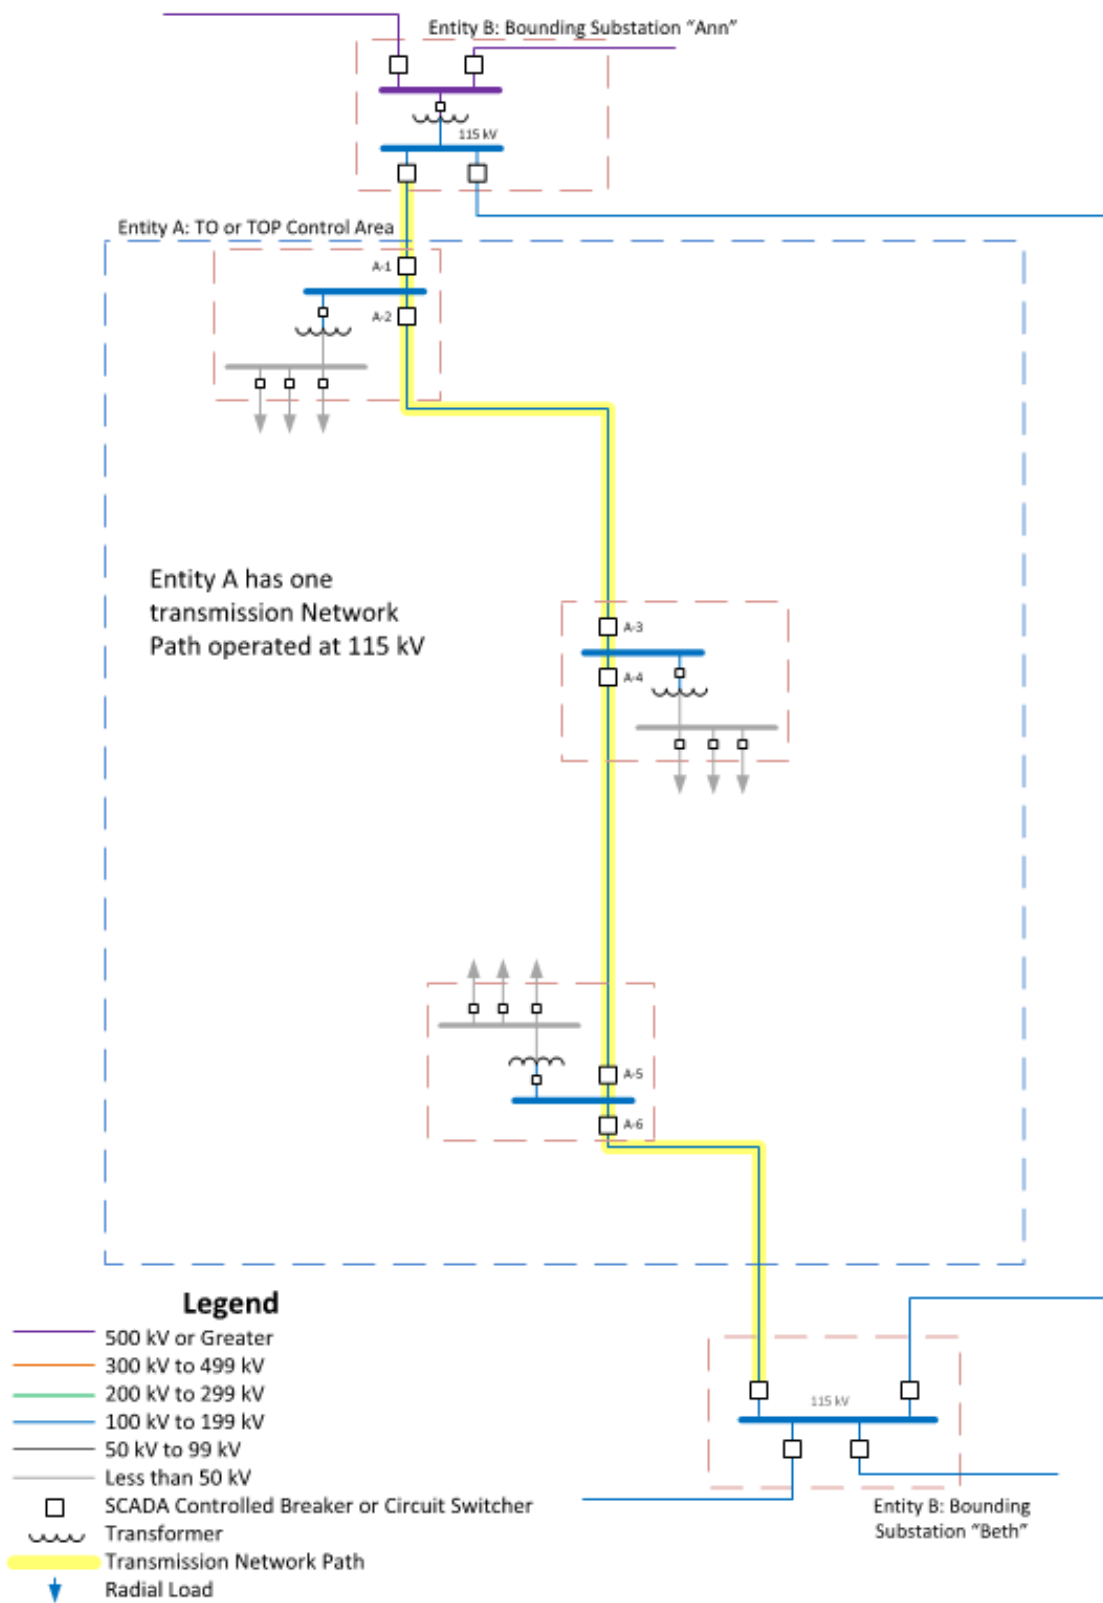 Entity B: Bounding Substation “Ann”
115 kV
Entity A: TO or TOP Control Area
A-1
A-2
Entity A has one
transmission Network
Path operated at 115 kV
A-3
A-4
A-5
A-6
115 kV
Entity B: Bounding
Substation “Beth”
Legend
500 kV or Greater
300 kV to 499 kV
200 kV to 299 kV
100 kV to 199 kV
50 kV to 99 kV
Less than 50 kV
SCADA Controlled Breaker or Circuit Switcher
Transformer
Transmission Network Path
Radial Load